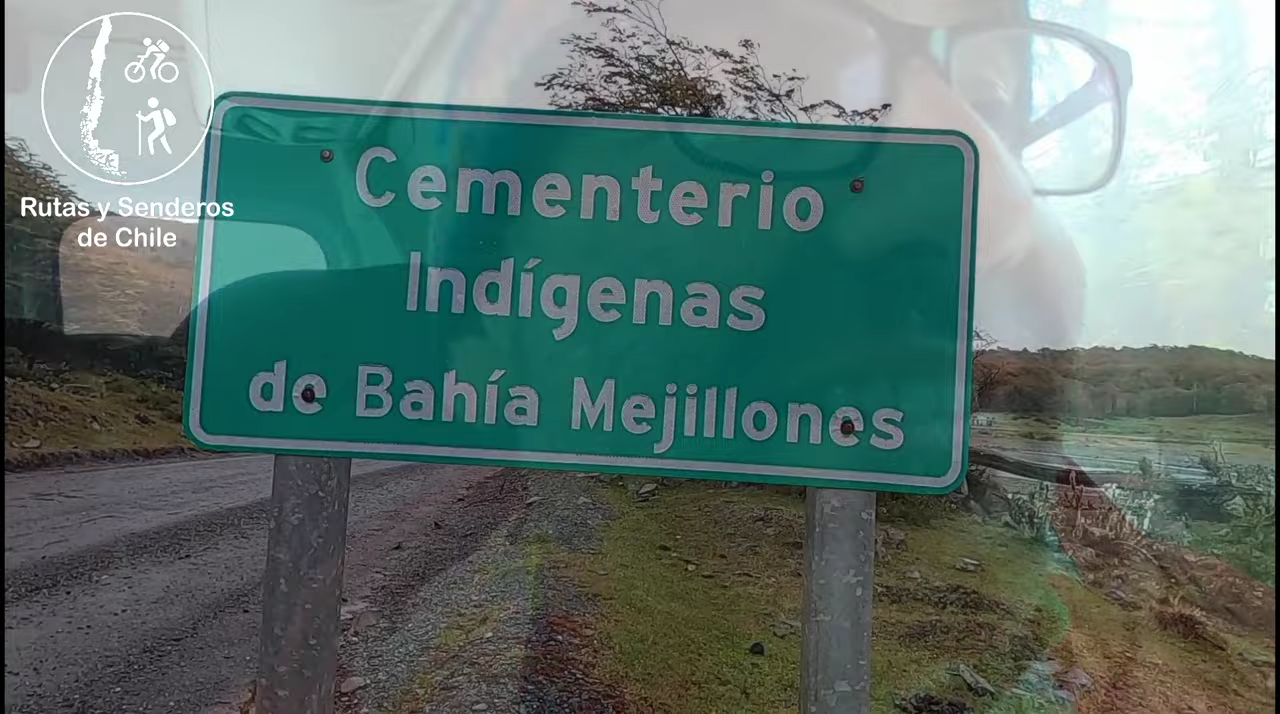 Rutas y Senderos
de Chile
Cementerio
Indígenas
de Bahía Mejillones